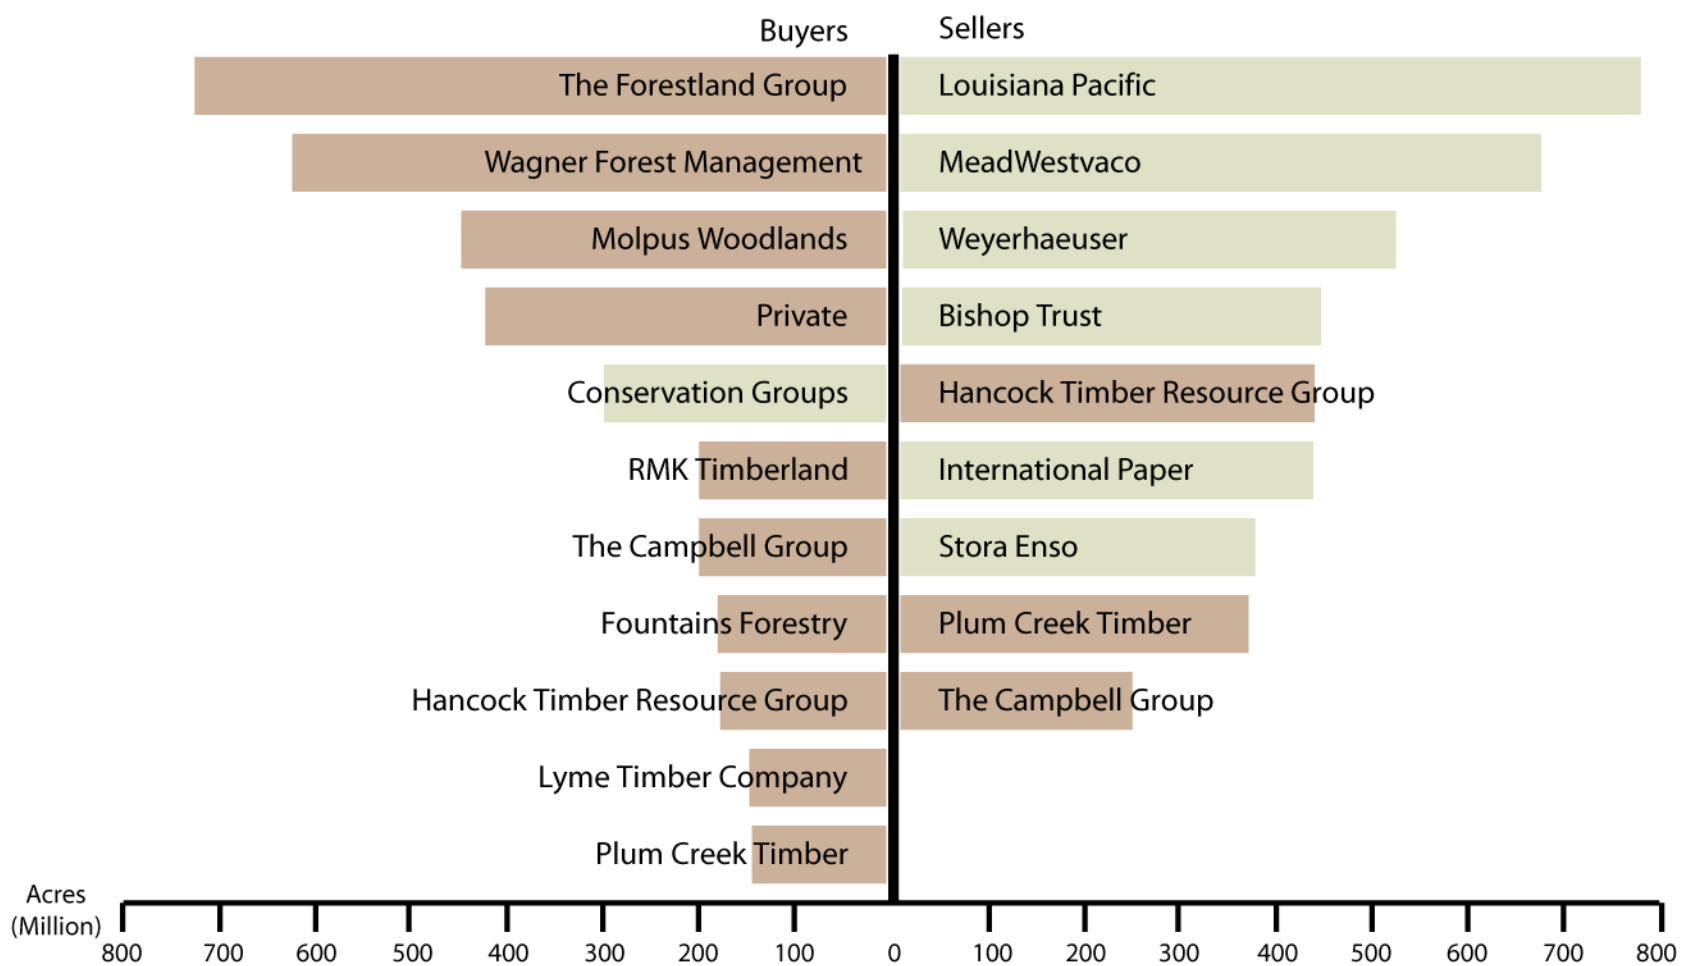 Buyers Sellers
The Forestland Group Louisiana Pacific
Wagner Forest Management MeadWestvaco
Molpus Woodlands Weyerhaeuser
Private Bishop Trust
Conservation Groups Hancock Timber Resource Group
RMK Timberland International Paper
The Campbell Group Stora Enso
Fountains Forestry Plum Creek Timber
Hancock Timber Resource Group The Campbell Group
Lyme Timber Company
Plum Creek Timber
Acres
(Million)
800 700 600 500 400 300 200 100 0 100 200 300 400 500 600 700 800